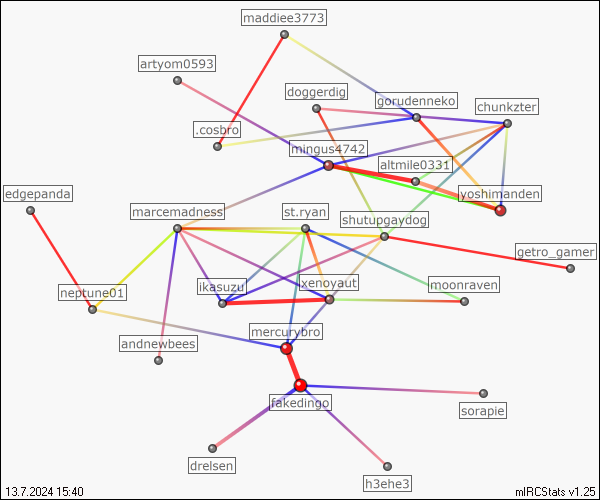 maddiee3773
artyom0593
doggerdig
gorudenneko
chunkzter
.cosbro
mingus4742
altmile0331
edgepanda
yoshimanden
marcemadness
st.ryan
shutupgaydog
getro_gamer
neptune01
ikasuzu
xenoyaut
moonraven
andnewbees
mercurybro
fakedingo
sorapie
drelsen
h3ehe3
13.7.2024 15:40
mIRCStats v1.25